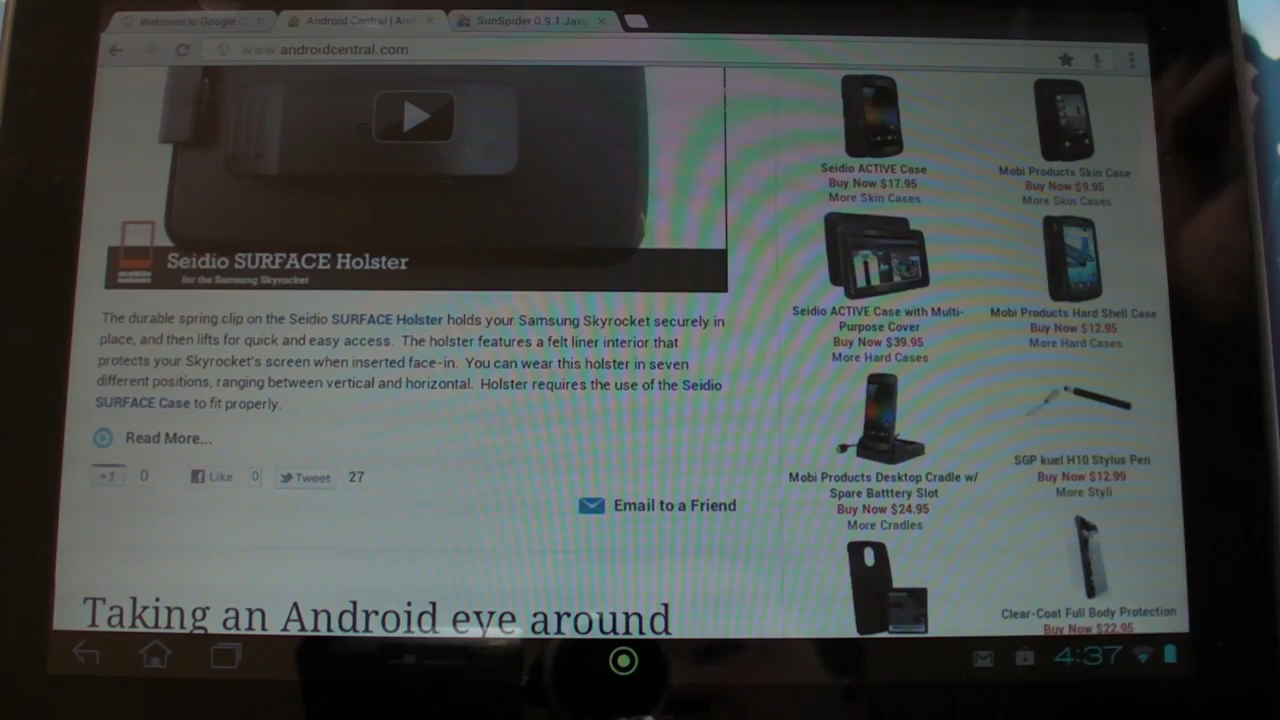 Welcome to Google
Android Central | An
SunSpider 0.9.1 Java
www.androidcentral.com
Seidio SURFACE Holster
for the Samsung Skyrocket
The durable spring clip on the Seidio SURFACE Holster holds your Samsung Skyrocket securely in
place, and then lifts for quick and easy access. The holster features a felt liner interior that
protects your Skyrocket's screen when inserted face-in. You can wear this holster in seven
different positions, ranging between vertical and horizontal. Holster requires the use of the Seidio
SURFACE Case to fit properly.
Read More...
+1 0 Like 0 Tweet 27
Email to a Friend
Taking an Android eye around
Seidio ACTIVE Case
Buy Now $17.95
More Skin Cases
Mobi Products Skin Case
Buy Now $9.95
More Skin Cases
Seidio ACTIVE Case with Multi-
Purpose Cover
Buy Now $39.95
More Hard Cases
Mobi Products Hard Shell Case
Buy Now $12.95
More Hard Cases
Mobi Products Desktop Cradle w/
Spare Batttery Slot
Buy Now $24.95
More Cradles
SGP kuel H10 Stylus Pen
Buy Now $12.99
More Styli
Clear-Coat Full Body Protection
Buy Now $22.95
4:37